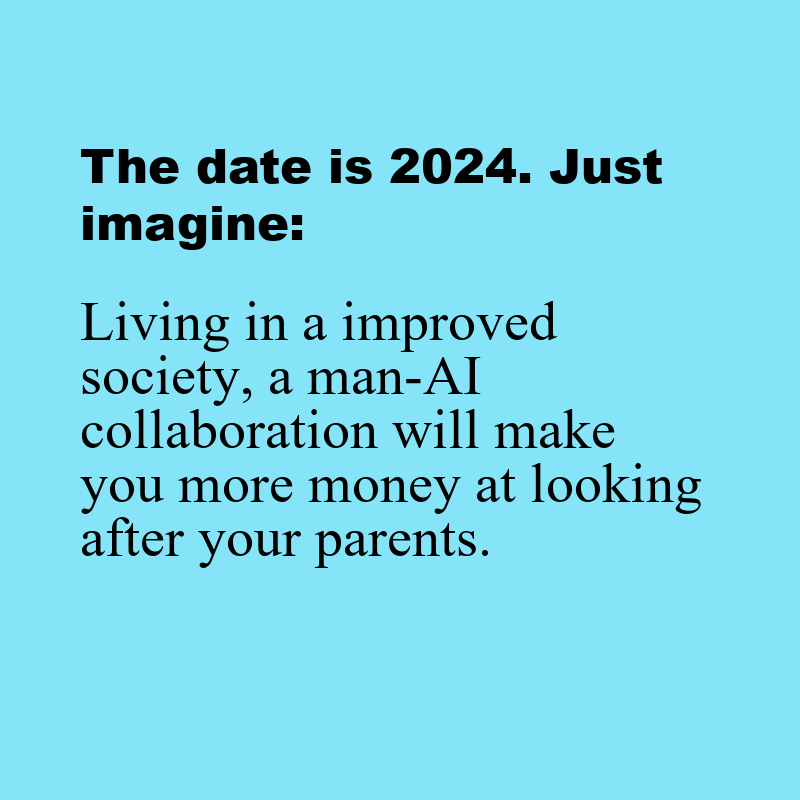 The date is 2024. Just
imagine:
Living in a improved
society, a man-AI
collaboration will make
you more money at looking
after your parents.